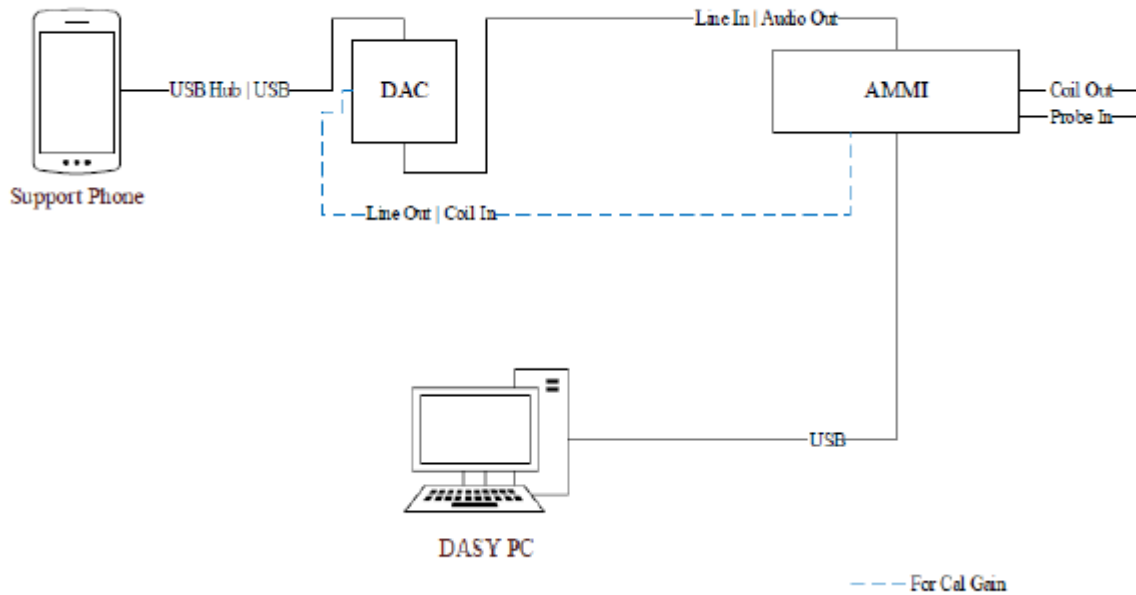 Line In | Audio Out
USB Hub | USB
DAC
AMMI
Coil Out
Probe In
Support Phone
Line Out | Coil In
USB
DASY PC
For Cal Gain